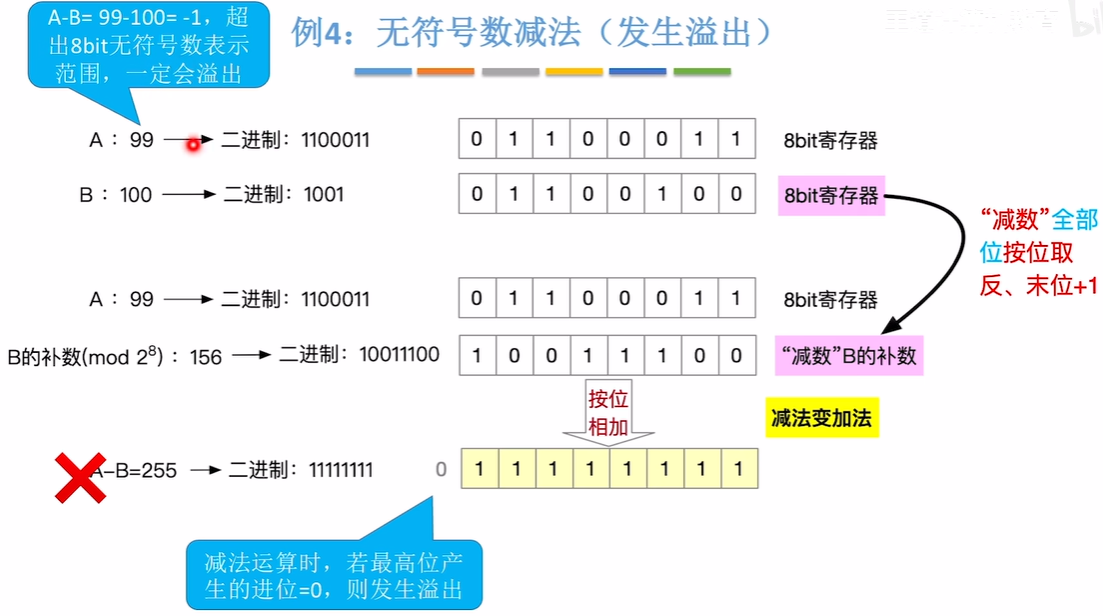 A-B= 99-100= -1，超
出8bit无符号数表示
范围，一定会溢出
例4：无符号数减法（发生溢出）
A： 99 → 二进制：1100011 0 1 1 0 0 0 1 1 8bit寄存器
B： 100 → 二进制：1001 0 1 1 0 0 1 0 0 8bit寄存器
“减数”全部
位按位取
反、末位+1
A： 99 → 二进制：1100011 0 1 1 0 0 0 1 1 8bit寄存器
B的补数(mod 2⁸)： 156 → 二进制：10011100 1 0 0 1 1 1 0 0 “减数”B的补数
按位
相加
减法变加法
A-B=255 → 二进制：11111111 0 1 1 1 1 1 1 1 1
减法运算时，若最高位产
生的进位=0，则发生溢出